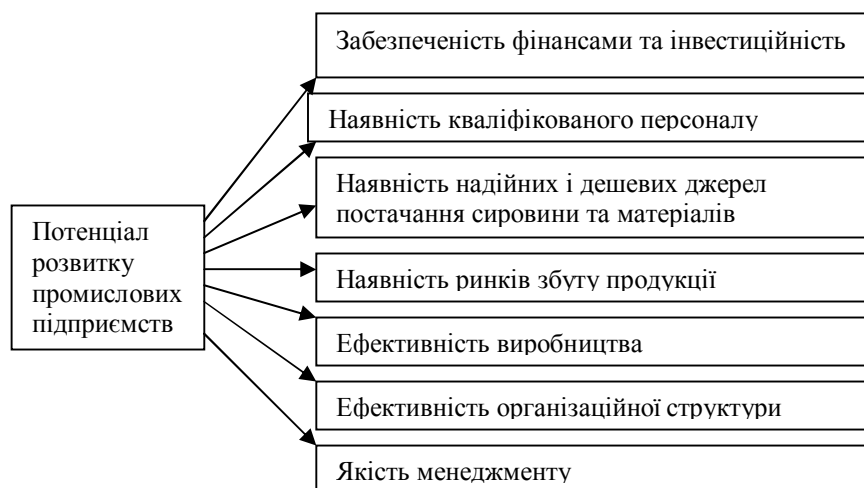 Забезпеченість фінансами та інвестиційність
Наявність кваліфікованого персоналу
Наявність надійних і дешевих джерел
постачання сировини та матеріалів
Потенціал
розвитку
промислових
підприємств
Наявність ринків збуту продукції
Ефективність виробництва
Ефективність організаційної структури
Якість менеджменту